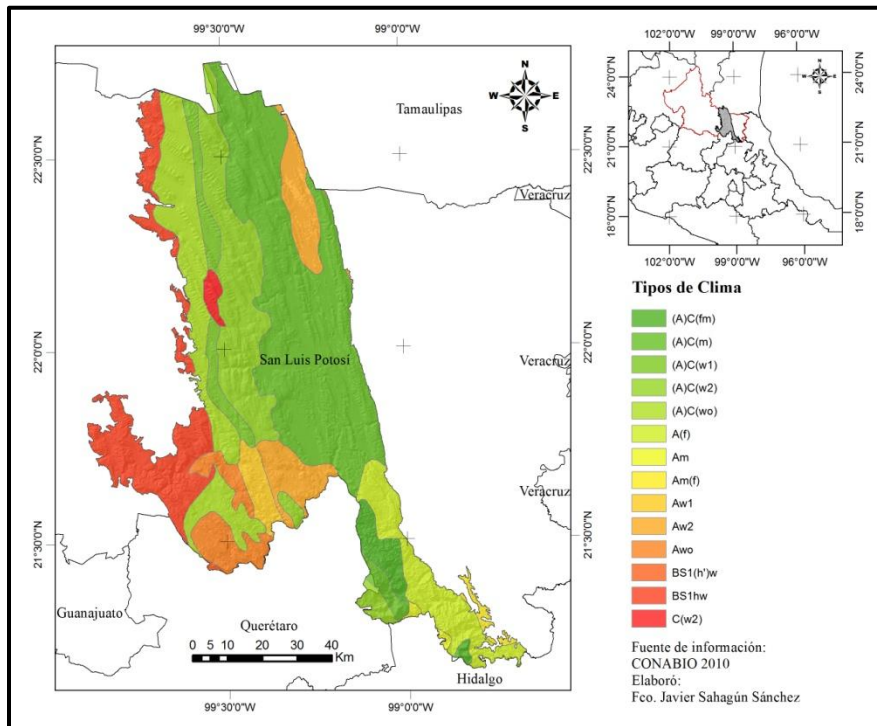 99°30'0"W
99°0'0"W
22°30'0"N
22°0'0"N
21°30'0"N
N
W
E
S
Tamaulipas
Veracruz
San Luis Potosí
Veracruz
Veracruz
Guanajuato
Querétaro
Hidalgo
0 5 10 20 30 40
Km
22°30'0"N
22°0'0"N
21°30'0"N
99°30'0"W
99°0'0"W
102°0'0"W
99°0'0"W
96°0'0"W
24°0'0"N
21°0'0"N
18°0'0"N
N
W
E
S
24°0'0"N
21°0'0"N
18°0'0"N
102°0'0"W
99°0'0"W
96°0'0"W
Tipos de Clima
(A)C(fm)
(A)C(m)
(A)C(w1)
(A)C(w2)
(A)C(wo)
A(f)
Am
Am(f)
Aw1
Aw2
Awo
BS1(h')w
BS1hw
C(w2)
Fuente de información:
CONABIO 2010
Elaboró:
Fco. Javier Sahagún Sánchez